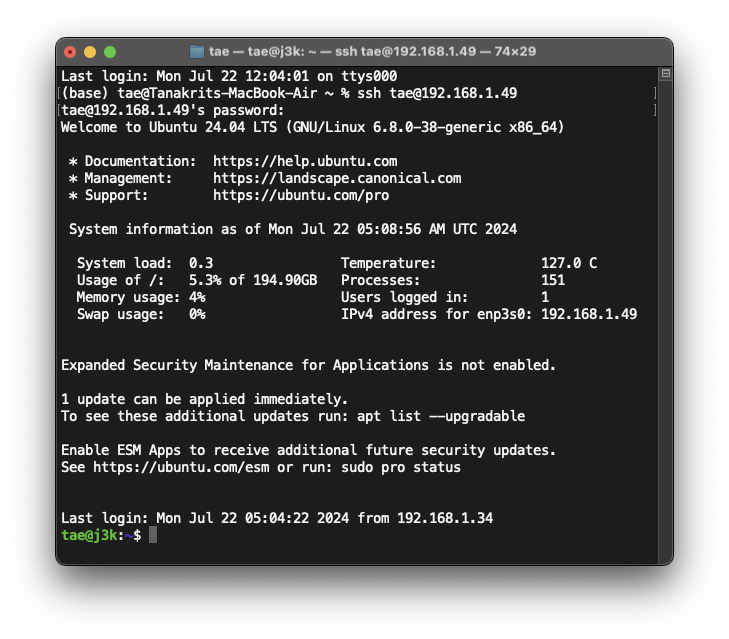 tae — tae@j3k: ~ — ssh tae@192.168.1.49 — 74×29
Last login: Mon Jul 22 12:04:01 on ttys000
[(base) tae@Tanakrits-MacBook-Air ~ % ssh tae@192.168.1.49 ]
[tae@192.168.1.49's password: ]
Welcome to Ubuntu 24.04 LTS (GNU/Linux 6.8.0-38-generic x86_64)
* Documentation:  https://help.ubuntu.com
* Management:     https://landscape.canonical.com
* Support:        https://ubuntu.com/pro
System information as of Mon Jul 22 05:08:56 AM UTC 2024
System load:  0.3                Temperature:             127.0 C
Usage of /:   5.3% of 194.90GB   Processes:               151
Memory usage: 4%                 Users logged in:         1
Swap usage:   0%                 IPv4 address for enp3s0: 192.168.1.49
Expanded Security Maintenance for Applications is not enabled.
1 update can be applied immediately.
To see these additional updates run: apt list --upgradable
Enable ESM Apps to receive additional future security updates.
See https://ubuntu.com/esm or run: sudo pro status
Last login: Mon Jul 22 05:04:22 2024 from 192.168.1.34
tae@j3k:~$